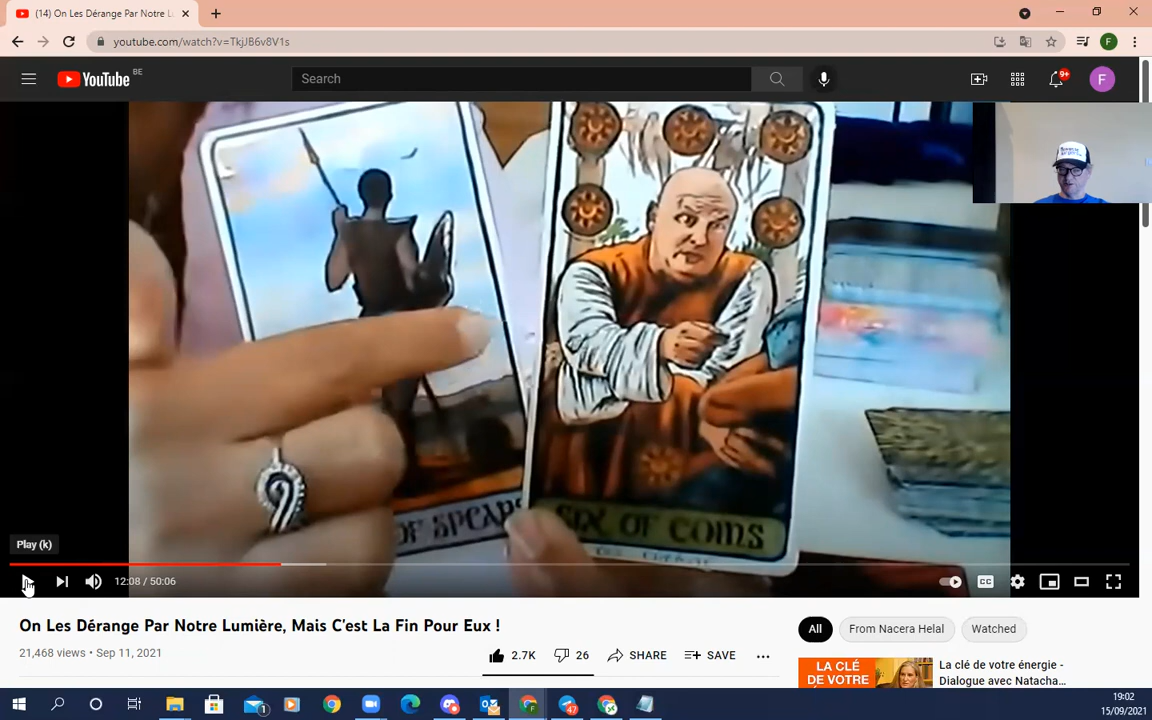 (14) On Les Dérange Par Notre L
youtube.com/watch?v=TkjJB6v8V1s
F
YouTube BE
Search
9+
F
OF SPEARS
SIX OF COINS
Play (k)
12:08 / 50:06
CC
On Les Dérange Par Notre Lumière, Mais C'est La Fin Pour Eux !
21,468 views • Sep 11, 2021
2.7K
26
SHARE
SAVE
All
From Nacera Helal
Watched
LA CLÉ
DE VOTRE
La clé de votre énergie -
Dialogue avec Natacha...
1
47
19:02
15/09/2021